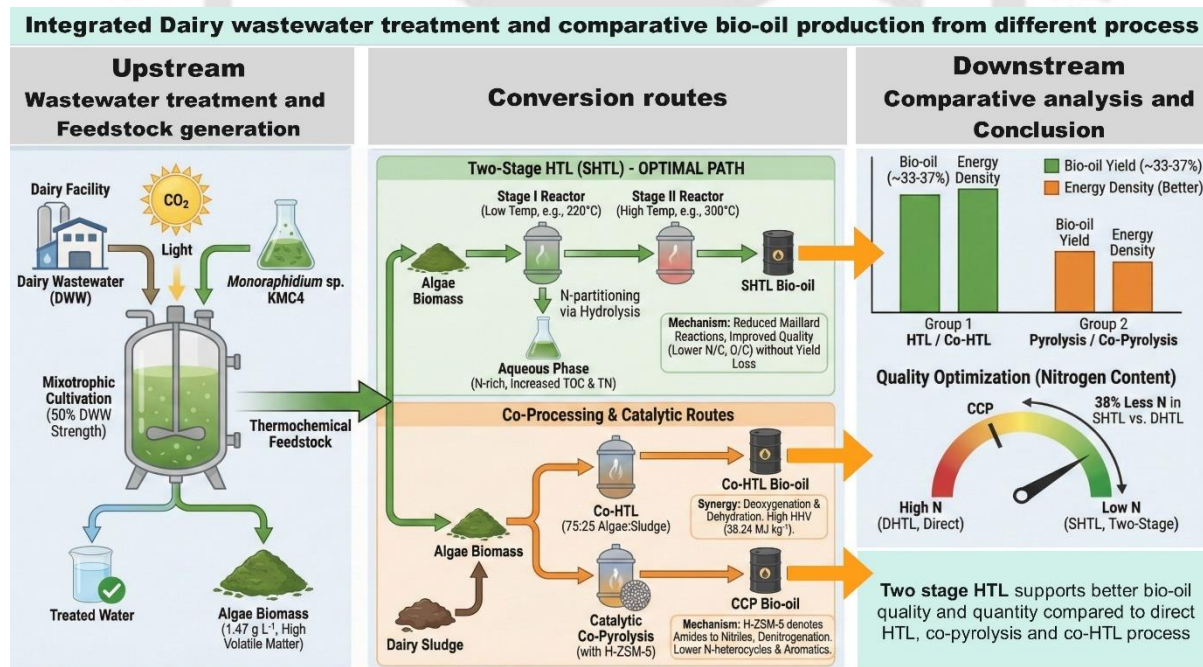 Integrated Dairy wastewater treatment and comparative bio-oil production from different process
Upstream
Wastewater treatment and
Feedstock generation
Dairy Facility
CO₂
Light
Dairy Wastewater
(DWW)
Monoraphidium sp.
KMC4
Mixotrophic
Cultivation
(50% DWW
Strength)
Thermochemical
Feedstock
Treated Water
Algae Biomass
(1.47 g L⁻¹, High
Volatile Matter)
Conversion routes
Two-Stage HTL (SHTL) - OPTIMAL PATH
Stage I Reactor
(Low Temp, e.g., 220°C)
Stage II Reactor
(High Temp, e.g., 300°C)
Algae
Biomass
SHTL Bio-oil
N-partitioning
via Hydrolysis
Aqueous Phase
(N-rich, increased TOC & TN)
Mechanism: Reduced Maillard
Reactions, Improved Quality
(Lower N/C, O/C) without Yield
Loss
Co-Processing & Catalytic Routes
Co-HTL
(75:25 Algae:Sludge)
Co-HTL Bio-oil
Synergy: Deoxygenation &
Dehydration. High HHV
(38.24 MJ kg⁻¹).
Algae Biomass
Dairy Sludge
Catalytic
Co-Pyrolysis
(with H-ZSM-5)
CCP Bio-oil
Mechanism: H-ZSM-5 denotes
Amides to Nitriles, Denitrogenation.
Lower N-heterocycles & Aromatics.
Downstream
Comparative analysis and
Conclusion
Bio-oil
(~33-37%)
Energy
Density
Bio-oil Yield (~33-37%)
Energy Density (Better)
Bio-oil
Yield
Energy
Density
Group 1
HTL / Co-HTL
Group 2
Pyrolysis / Co-Pyrolysis
Quality Optimization (Nitrogen Content)
CCP
38% Less N in
SHTL vs. DHTL
High N
(DHTL, Direct)
Low N
(SHTL, Two-Stage)
Two stage HTL supports better bio-oil
quality and quantity compared to direct
HTL, co-pyrolysis and co-HTL process